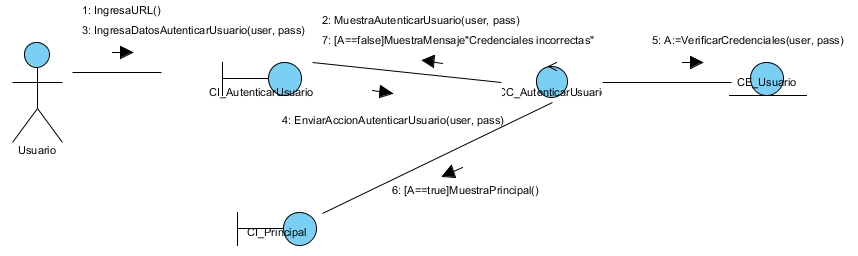 1: IngresaURL()
3: IngresaDatosAutenticarUsuario(user, pass)
2: MuestraAutenticarUsuario(user, pass)
7: [A==false]MuestraMensaje"Credenciales incorrectas"
5: A:=VerificarCredenciales(user, pass)
CI_AutenticarUsuario
CC_AutenticarUsuari
CE_Usuario
4: EnviarAccionAutenticarUsuario(user, pass)
Usuario
6: [A==true]MuestraPrincipal()
CI_Principal